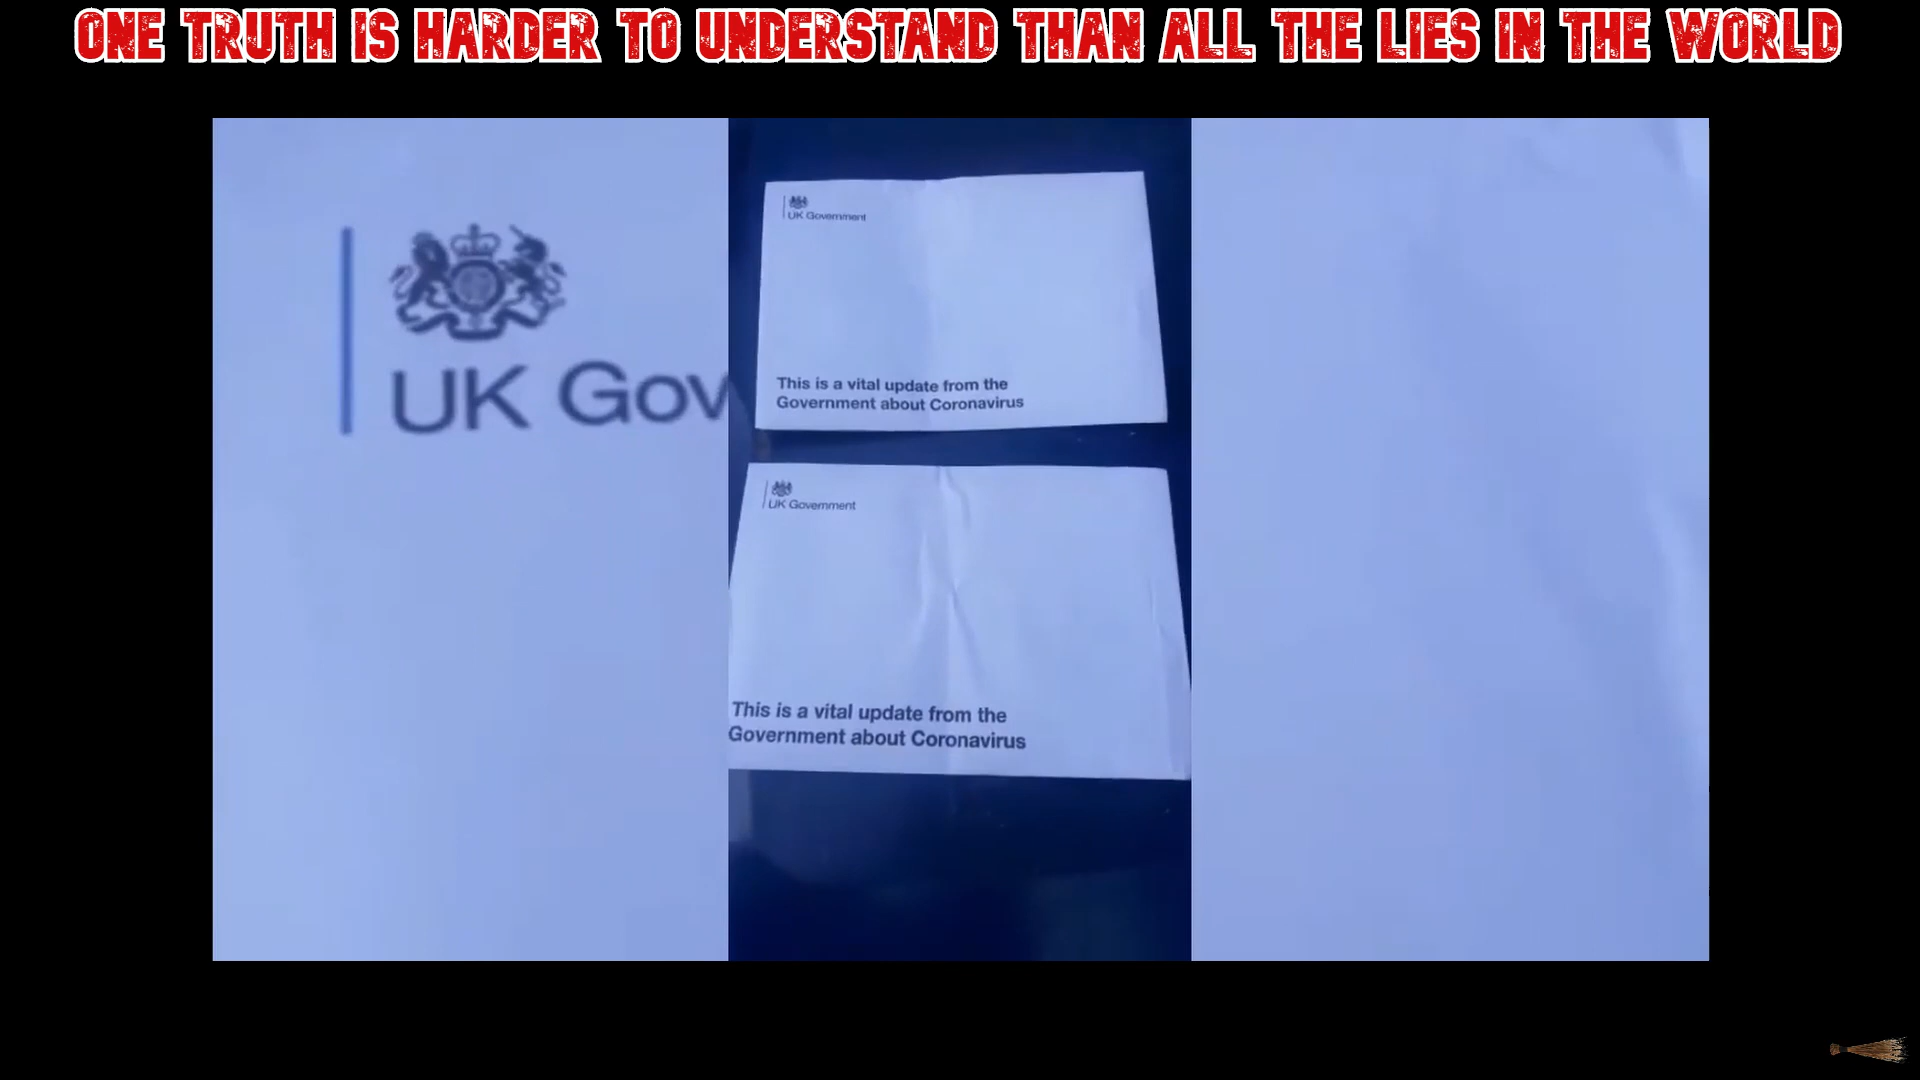 ONE TRUTH IS HARDER TO UNDERSTAND THAN ALL THE LIES IN THE WORLD
UK Gov
UK Government
This is a vital update from the
Government about Coronavirus
UK Government
This is a vital update from the
Government about Coronavirus